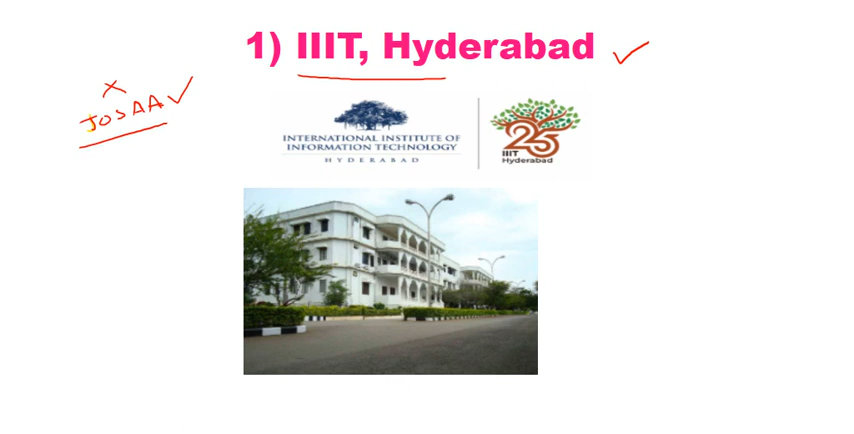 1) IIIT, Hyderabad
JOSAA
INTERNATIONAL INSTITUTE OF
INFORMATION TECHNOLOGY
HYDERABAD
25
IIIT
Hyderabad